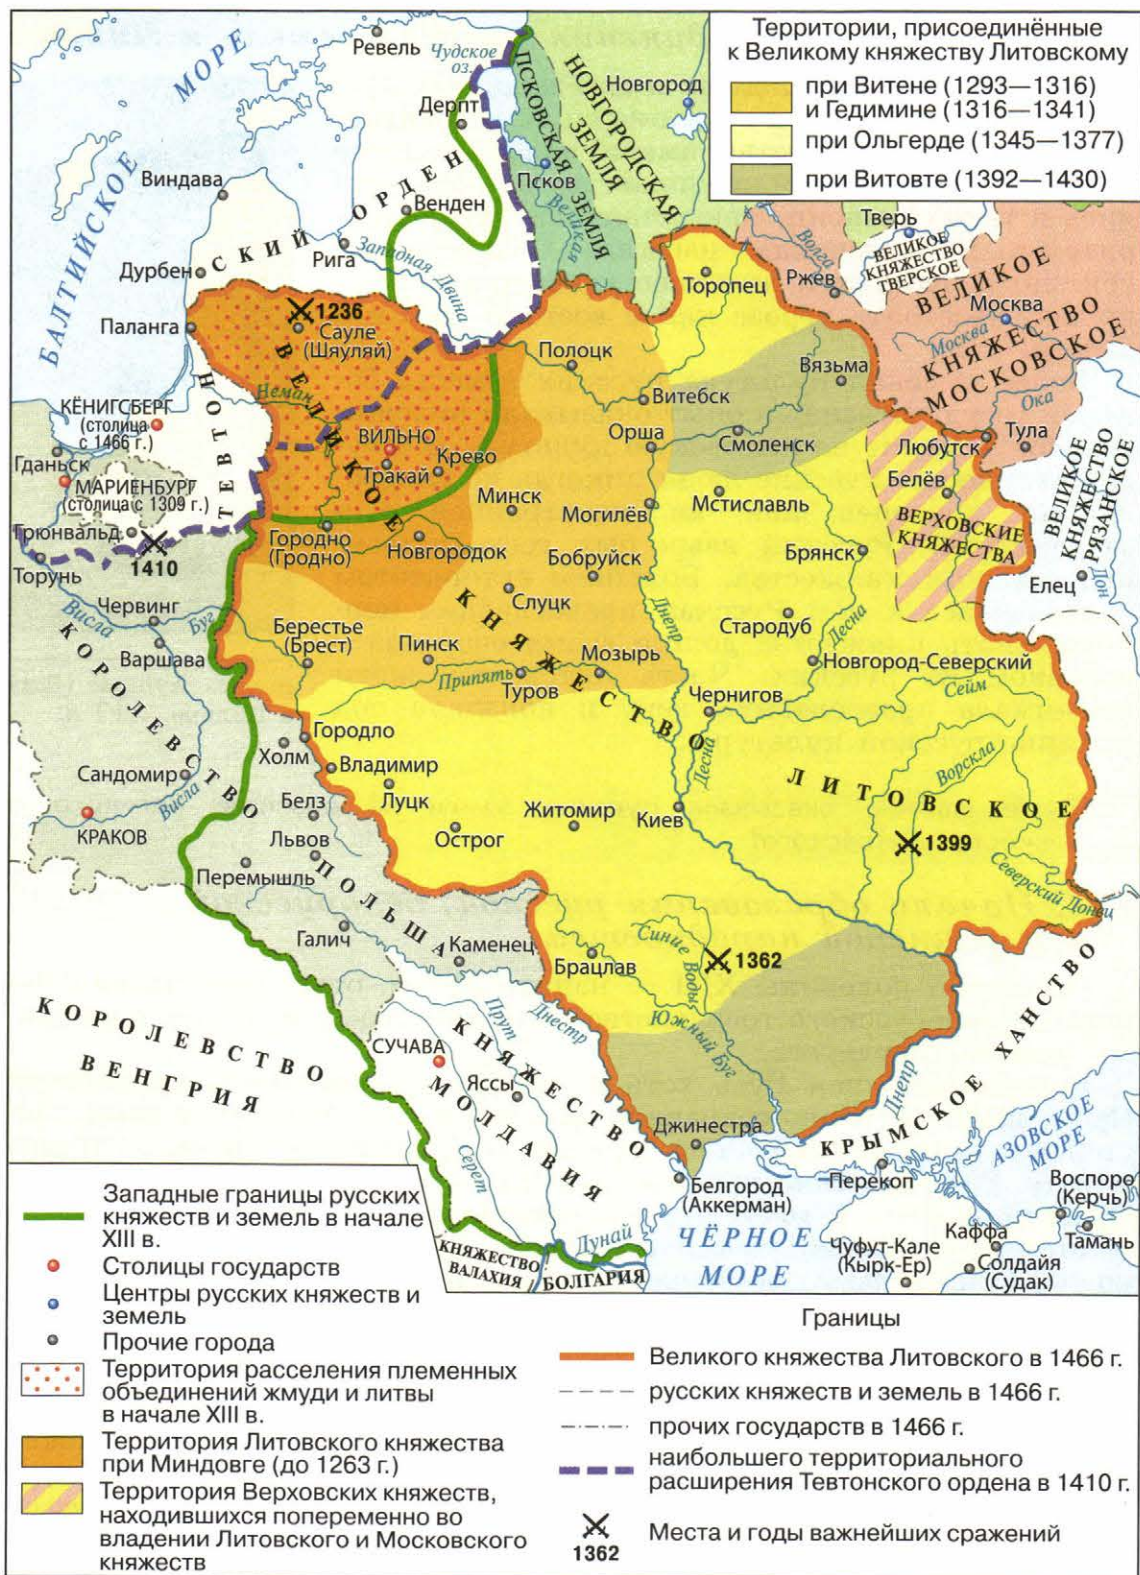 Территории, присоединённые
к Великому княжеству Литовскому
при Витене (1293—1316)
и Гедимине (1316—1341)
при Ольгерде (1345—1377)
при Витовте (1392—1430)
БАЛТИЙСКОЕ
МОРЕ
Ревель
Чудское
оз.
ПСКОВСКАЯ ЗЕМЛЯ
НОВГОРОДСКАЯ
ЗЕМЛЯ
Новгород
Дерпт
Псков
Великая
Виндава
Венден
СКИЙ ОРДЕН
Рига
Западная Двина
Дурбен
Торопец
Волга
Ржев
Тверь
ВЕЛИКОЕ
КНЯЖЕСТВО
ТВЕРСКОЕ
ВЕЛИКОЕ
КНЯЖЕСТВО
МОСКОВСКОЕ
Москва
Москва
Ока
Паланга
1236
Сауле
(Шяуляй)
Полоцк
Вязьма
Витебск
Неман
ВЕЛИКОЕ
КЁНИГСБЕРГ
(столица
с 1466 г.)
ТЕВТОН
ВИЛЬНО
Тракай
Крево
Орша
Смоленск
Любутск
Тула
Гданьск
МАРИЕНБУРГ
(столица с 1309 г.)
Минск
Могилёв
Мстиславль
Белёв
ВЕРХОВСКИЕ
КНЯЖЕСТВА
ВЕЛИКОЕ
КНЯЖЕСТВО
РЯЗАНСКОЕ
Грюнвальд
1410
Городно
(Гродно)
Новгородок
Бобруйск
Брянск
Елец
Дон
Торунь
Слуцк
Днепр
Десна
Червинг
Буг
Висла
Варшава
Берестье
(Брест)
Пинск
КНЯЖЕСТВО
Мозырь
Стародуб
Новгород-Северский
Припять
Туров
Чернигов
Сейм
КОРОЛЕВСТВО
Городло
Холм
Владимир
Десна
Ворскла
ЛИТОВСКОЕ
Сандомир
Висла
Белз
Луцк
Житомир
Киев
КРАКОВ
Львов
Острог
1399
Перемышль
ПОЛЬША
Северский Донец
Галич
Каменец
Брацлав
Синие Воды
1362
КОРОЛЕВСТВО
ВЕНГРИЯ
Прут
Днестр
Южный Буг
СУЧАВА
КНЯЖЕСТВО
МОЛДАВИЯ
Яссы
Серет
Джинестра
Днепр
КРЫМСКОЕ ХАНСТВО
АЗОВСКОЕ
МОРЕ
Белгород
(Аккерман)
Перекоп
Воспоро
(Керчь)
Дунай
ЧЁРНОЕ
МОРЕ
Каффа
Тамань
Чуфут-Кале
(Кырк-Ер)
Солдайя
(Судак)
КНЯЖЕСТВО
ВАЛАХИЯ
БОЛГАРИЯ
Западные границы русских
княжеств и земель в начале
XIII в.
Столицы государств
Центры русских княжеств и
земель
Прочие города
Территория расселения племенных
объединений жмуди и литвы
в начале XIII в.
Территория Литовского княжества
при Миндовге (до 1263 г.)
Территория Верховских княжеств,
находившихся попеременно во
владении Литовского и Московского
княжеств
Границы
Великого княжества Литовского в 1466 г.
русских княжеств и земель в 1466 г.
прочих государств в 1466 г.
наибольшего территориального
расширения Тевтонского ордена в 1410 г.
1362
Места и годы важнейших сражений